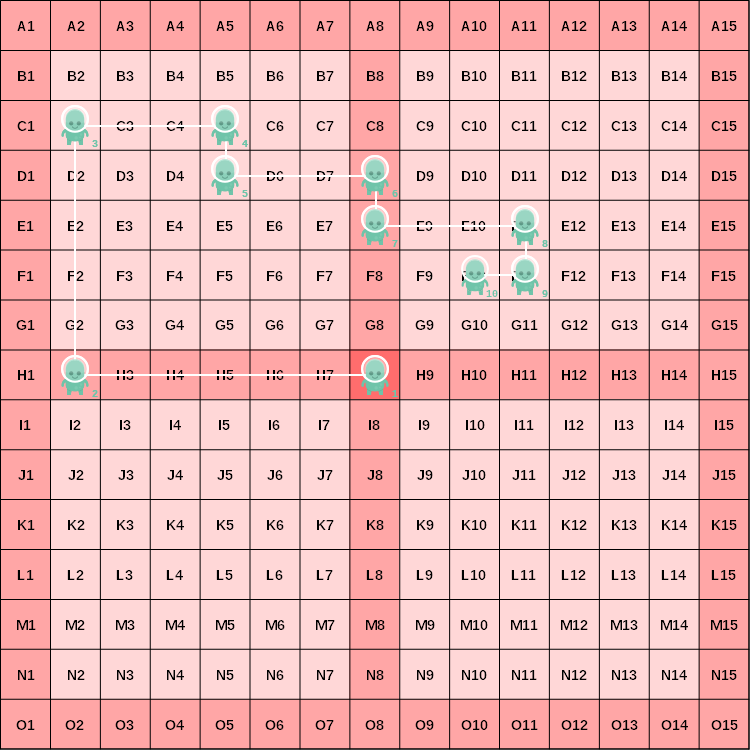 A1 A2 A3 A4 A5 A6 A7 A8 A9 A10 A11 A12 A13 A14 A15
B1 B2 B3 B4 B5 B6 B7 B8 B9 B10 B11 B12 B13 B14 B15
C1 3 C3 C4 4 C6 C7 C8 C9 C10 C11 C12 C13 C14 C15
D1 D2 D3 D4 5 D6 D7 6 D9 D10 D11 D12 D13 D14 D15
E1 E2 E3 E4 E5 E6 E7 7 E9 E10 8 E12 E13 E14 E15
F1 F2 F3 F4 F5 F6 F7 F8 F9 10 9 F12 F13 F14 F15
G1 G2 G3 G4 G5 G6 G7 G8 G9 G10 G11 G12 G13 G14 G15
H1 2 H3 H4 H5 H6 H7 1 H9 H10 H11 H12 H13 H14 H15
I1 I2 I3 I4 I5 I6 I7 I8 I9 I10 I11 I12 I13 I14 I15
J1 J2 J3 J4 J5 J6 J7 J8 J9 J10 J11 J12 J13 J14 J15
K1 K2 K3 K4 K5 K6 K7 K8 K9 K10 K11 K12 K13 K14 K15
L1 L2 L3 L4 L5 L6 L7 L8 L9 L10 L11 L12 L13 L14 L15
M1 M2 M3 M4 M5 M6 M7 M8 M9 M10 M11 M12 M13 M14 M15
N1 N2 N3 N4 N5 N6 N7 N8 N9 N10 N11 N12 N13 N14 N15
O1 O2 O3 O4 O5 O6 O7 O8 O9 O10 O11 O12 O13 O14 O15